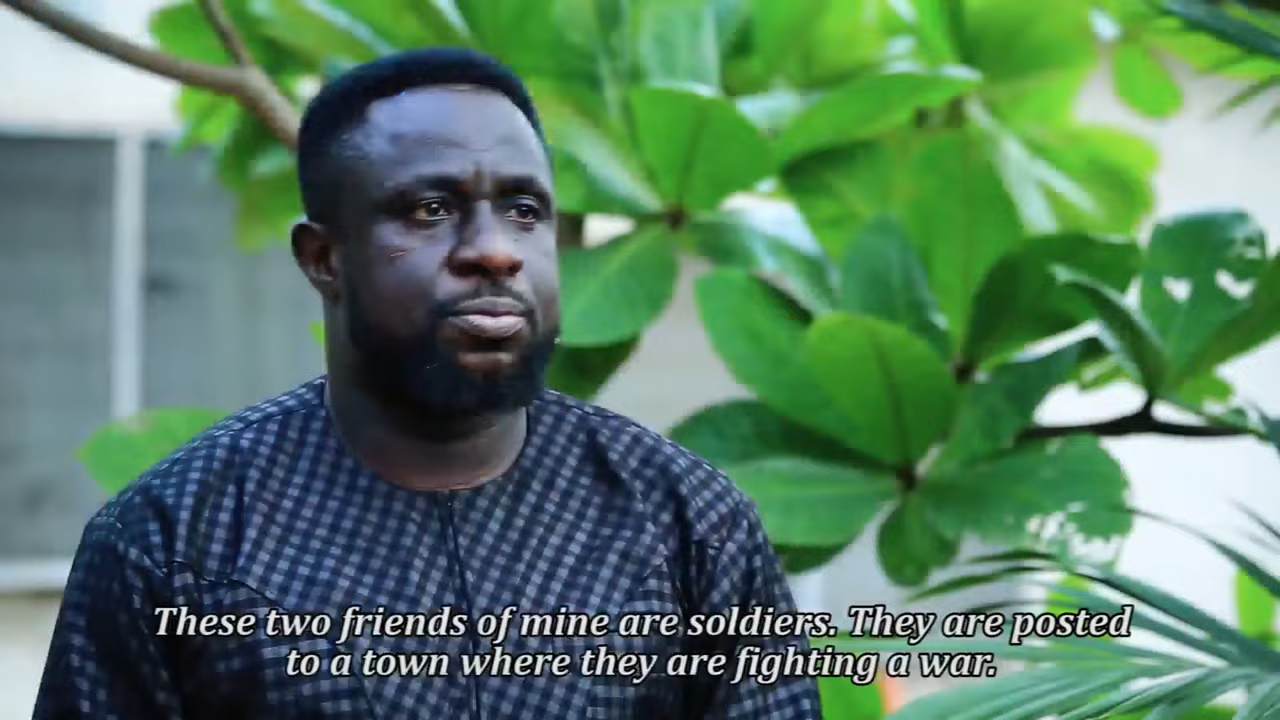 These two friends of mine are soldiers. They are posted
to a town where they are fighting a war.